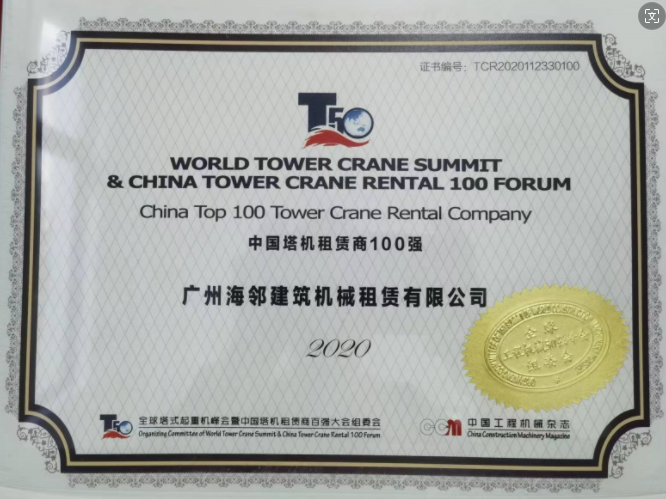 证书编号：TCR2020112330100
T50
WORLD TOWER CRANE SUMMIT
& CHINA TOWER CRANE RENTAL 100 FORUM
China Top 100 Tower Crane Rental Company
中国塔机租赁商100强
广州海邻建筑机械租赁有限公司
2020
T50 全球塔式起重机峰会暨中国塔机租赁商百强大会组委会
Organizing Committee of World Tower Crane Summit & China Tower Crane Rental 100 Forum
CCM 中国工程机械杂志
China Construction Machinery Magazine